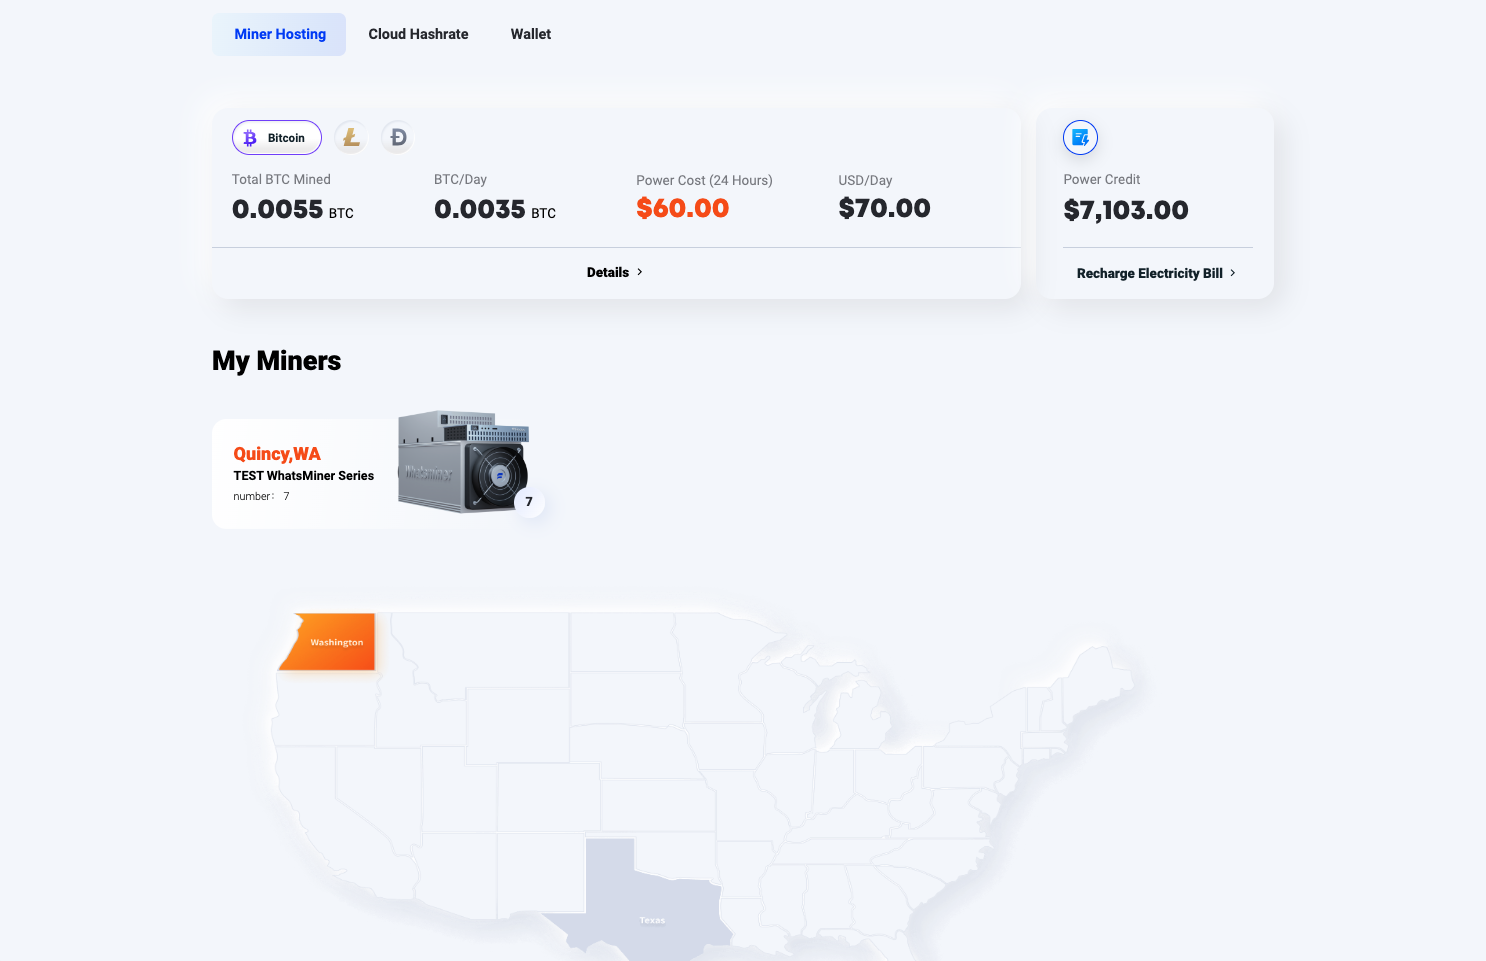 Miner Hosting
Cloud Hashrate
Wallet
Bitcoin
Total BTC Mined
0.0055 BTC
BTC/Day
0.0035 BTC
Power Cost (24 Hours)
$60.00
USD/Day
$70.00
Details
Power Credit
$7,103.00
Recharge Electricity Bill
My Miners
Quincy,WA
TEST WhatsMiner Series
number： 7
Whatsminer
7
Washington
Texas